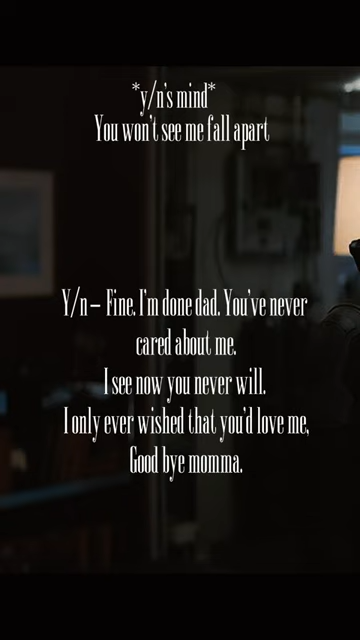 *y/n's mind*
You won't see me fall apart
Y/n – Fine. I'm done dad. You've never
cared about me.
I see now you never will.
I only ever wished that you'd love me,
Good bye momma.